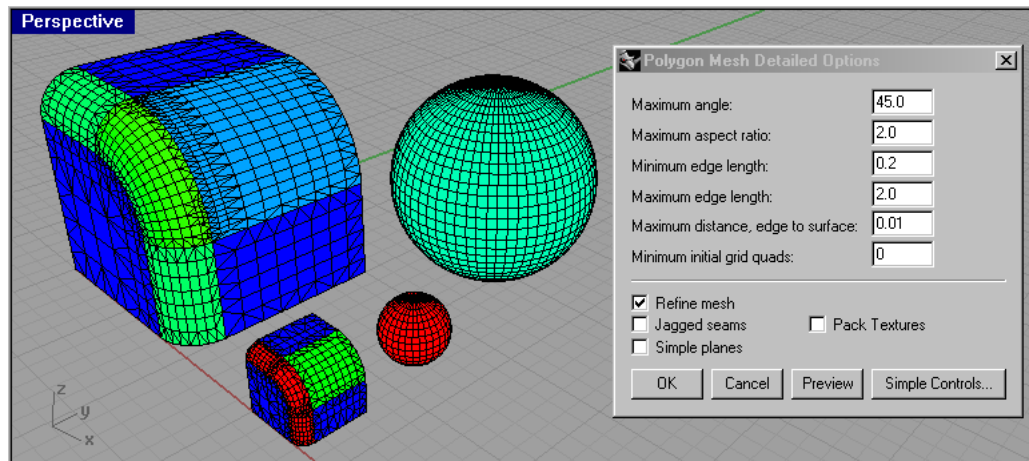 Perspective
Polygon Mesh Detailed Options
Maximum angle: 45.0
Maximum aspect ratio: 2.0
Minimum edge length: 0.2
Maximum edge length: 2.0
Maximum distance, edge to surface: 0.01
Minimum initial grid quads: 0
Refine mesh
Jagged seams Pack Textures
Simple planes
OK Cancel Preview Simple Controls...
z
y
x